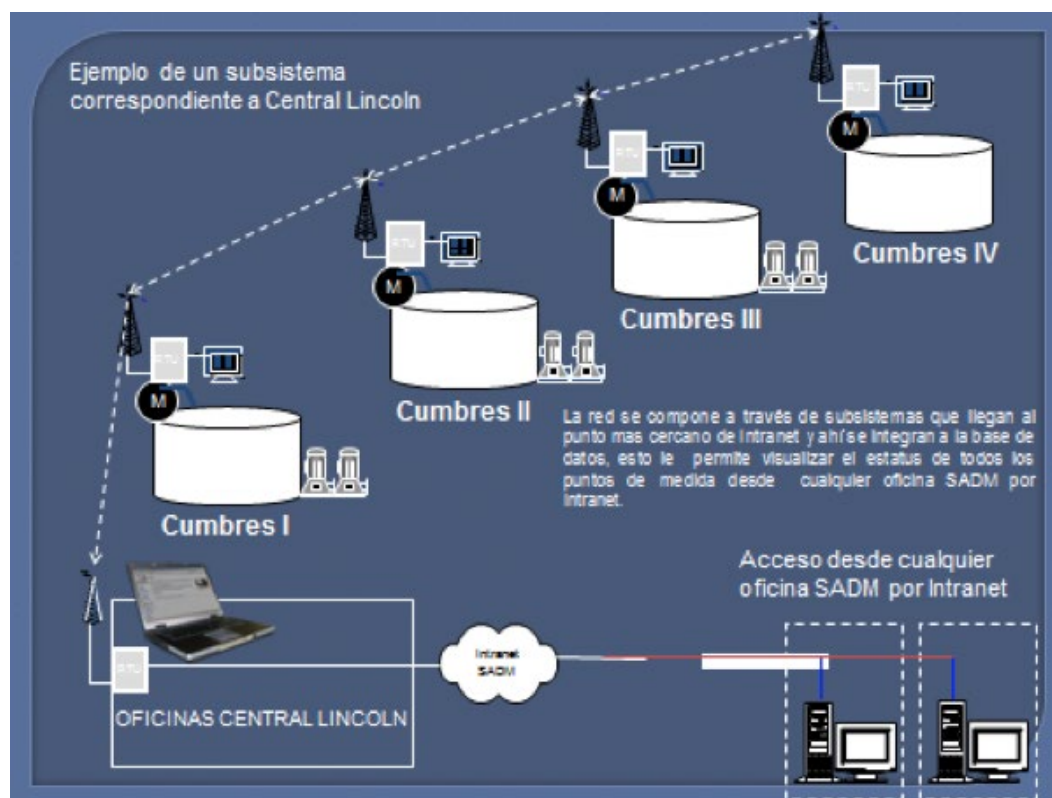 Ejemplo de un subsistema
correspondiente a Central Lincoln
RTU
M
Cumbres IV
RTU
M
Cumbres III
RTU
M
Cumbres II
RTU
M
Cumbres I
La red se compone a través de subsistemas que llegan al
punto mas cercano de Intranet y ahí se integran a la base de
datos, esto le permite visualizar el estatus de todos los
puntos de medida desde cualquier oficina SADM por
Intranet.
Acceso desde cualquier
oficina SADM por Intranet
Intranet
SADM
RTU
OFICINAS CENTRAL LINCOLN